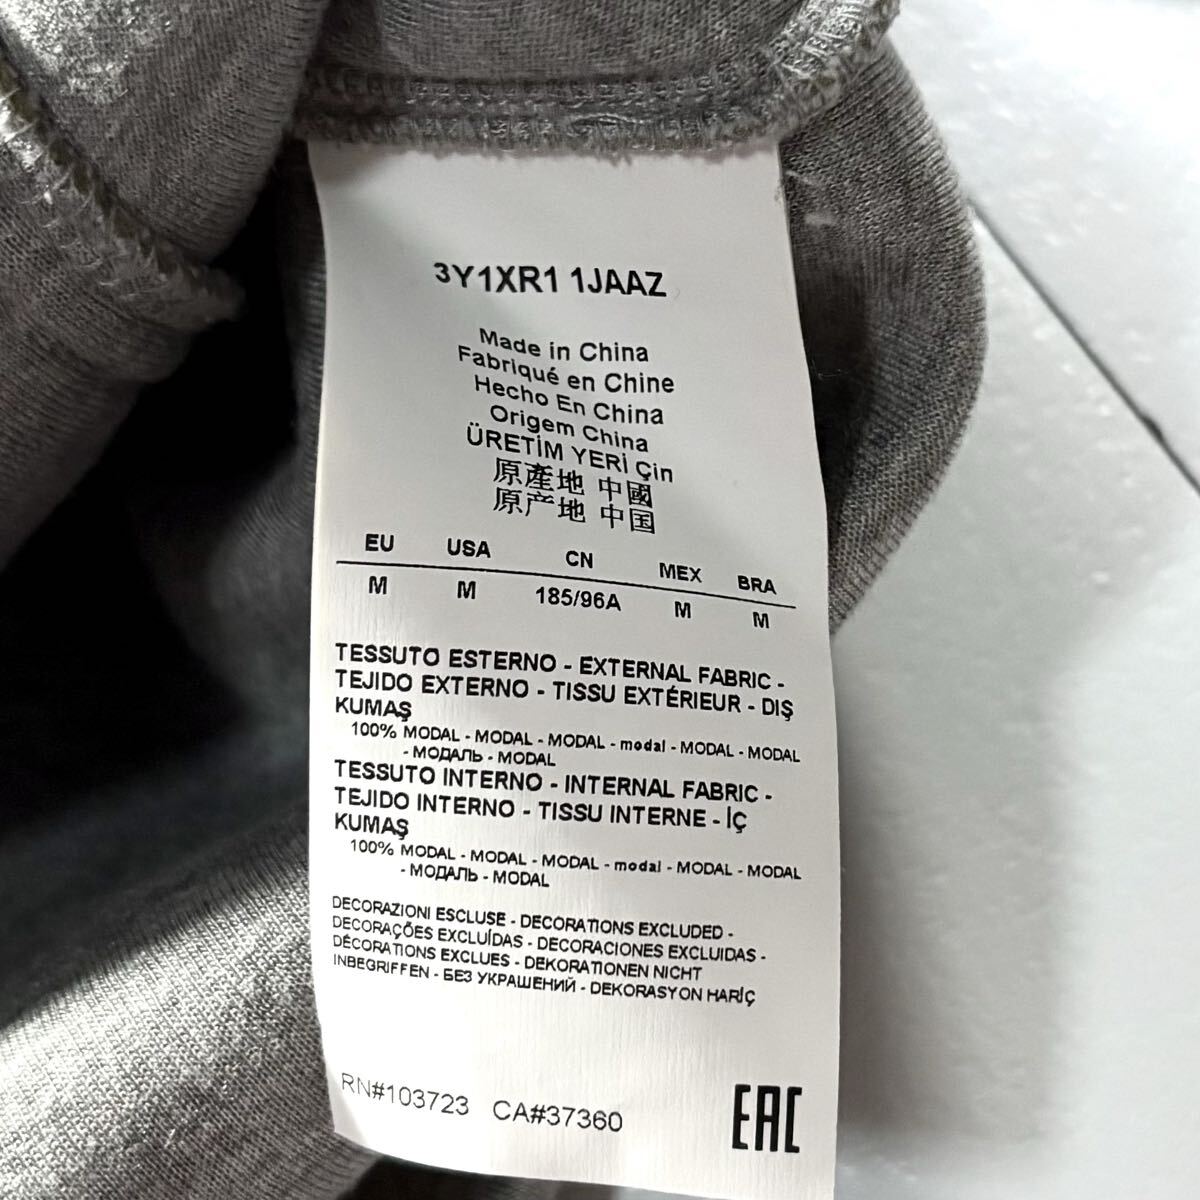 3Y1XR1 1JAAZ
Made in China
Fabriqué en Chine
Hecho En China
Origem China
ÜRETİM YERİ Çin
原產地 中國
原产地 中国
EU USA CN MEX BRA
M M 185/96A M M
TESSUTO ESTERNO - EXTERNAL FABRIC -
TEJIDO EXTERNO - TISSU EXTÉRIEUR - DIŞ
KUMAŞ
100% MODAL - MODAL - MODAL - modal - MODAL - MODAL
- МОДАЛЬ - MODAL
TESSUTO INTERNO - INTERNAL FABRIC -
TEJIDO INTERNO - TISSU INTERNE - İÇ
KUMAŞ
100% MODAL - MODAL - MODAL - modal - MODAL - MODAL
- МОДАЛЬ - MODAL
DECORAZIONI ESCLUSE - DECORATIONS EXCLUDED -
DECORAÇÕES EXCLUÍDAS - DECORACIONES EXCLUIDAS -
DÉCORATIONS EXCLUES - DEKORATIONEN NICHT
INBEGRIFFEN - БЕЗ УКРАШЕНИЙ - DEKORASYON HARİÇ
RN#103723 CA#37360
EAC